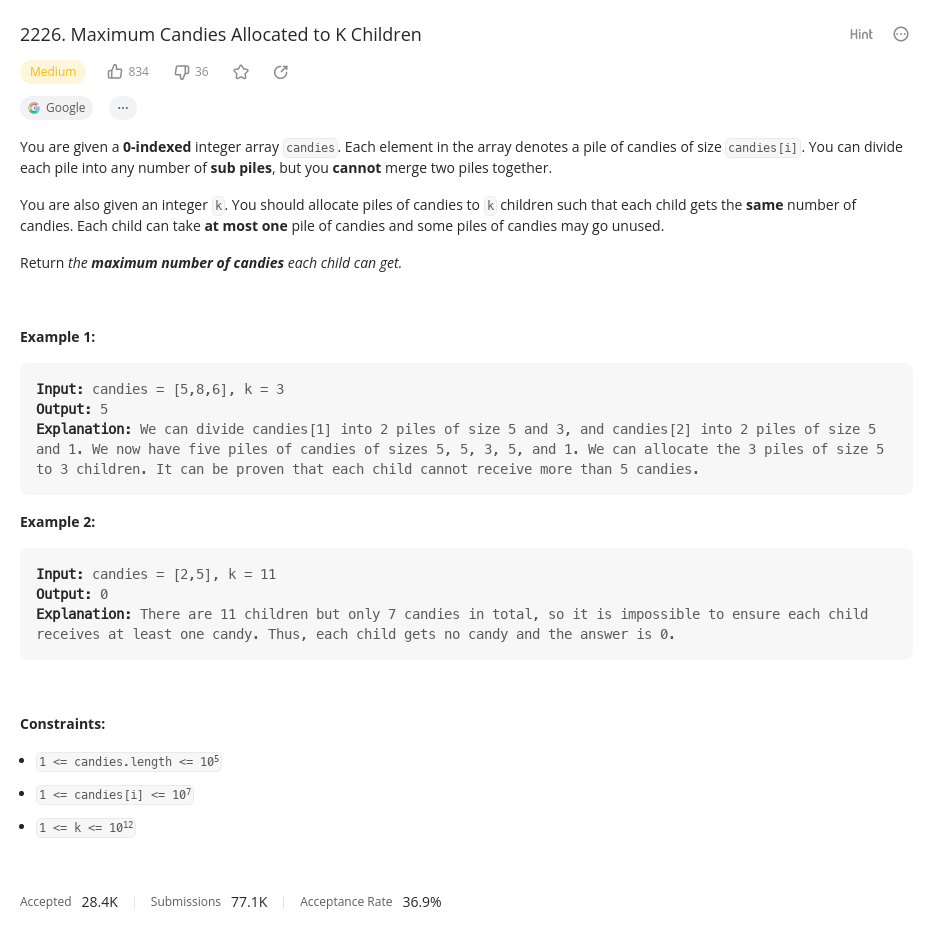 2226. Maximum Candies Allocated to K Children
Hint
Medium 834 36
Google ...
You are given a 0-indexed integer array candies. Each element in the array denotes a pile of candies of size candies[i]. You can divide
each pile into any number of sub piles, but you cannot merge two piles together.
You are also given an integer k. You should allocate piles of candies to k children such that each child gets the same number of
candies. Each child can take at most one pile of candies and some piles of candies may go unused.
Return the maximum number of candies each child can get.
Example 1:
Input: candies = [5,8,6], k = 3
Output: 5
Explanation: We can divide candies[1] into 2 piles of size 5 and 3, and candies[2] into 2 piles of size 5
and 1. We now have five piles of candies of sizes 5, 5, 3, 5, and 1. We can allocate the 3 piles of size 5
to 3 children. It can be proven that each child cannot receive more than 5 candies.
Example 2:
Input: candies = [2,5], k = 11
Output: 0
Explanation: There are 11 children but only 7 candies in total, so it is impossible to ensure each child
receives at least one candy. Thus, each child gets no candy and the answer is 0.
Constraints:
• 1 <= candies.length <= 10⁵
• 1 <= candies[i] <= 10⁷
• 1 <= k <= 10¹²
Accepted 28.4K Submissions 77.1K Acceptance Rate 36.9%